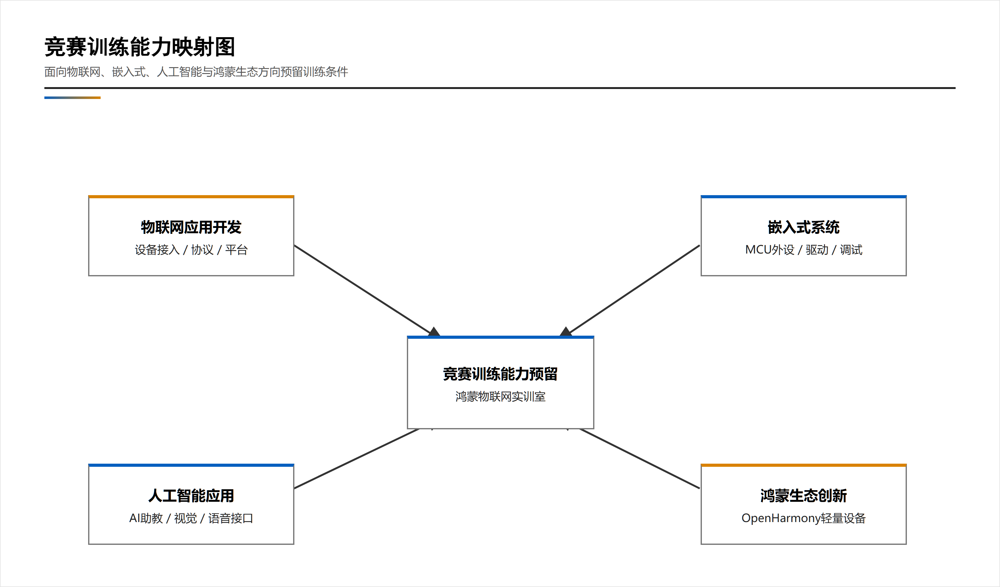 竞赛训练能力映射图
面向物联网、嵌入式、人工智能与鸿蒙生态方向预留训练条件
物联网应用开发
设备接入 / 协议 / 平台
嵌入式系统
MCU外设 / 驱动 / 调试
竞赛训练能力预留
鸿蒙物联网实训室
人工智能应用
AI助教 / 视觉 / 语音接口
鸿蒙生态创新
OpenHarmony轻量设备